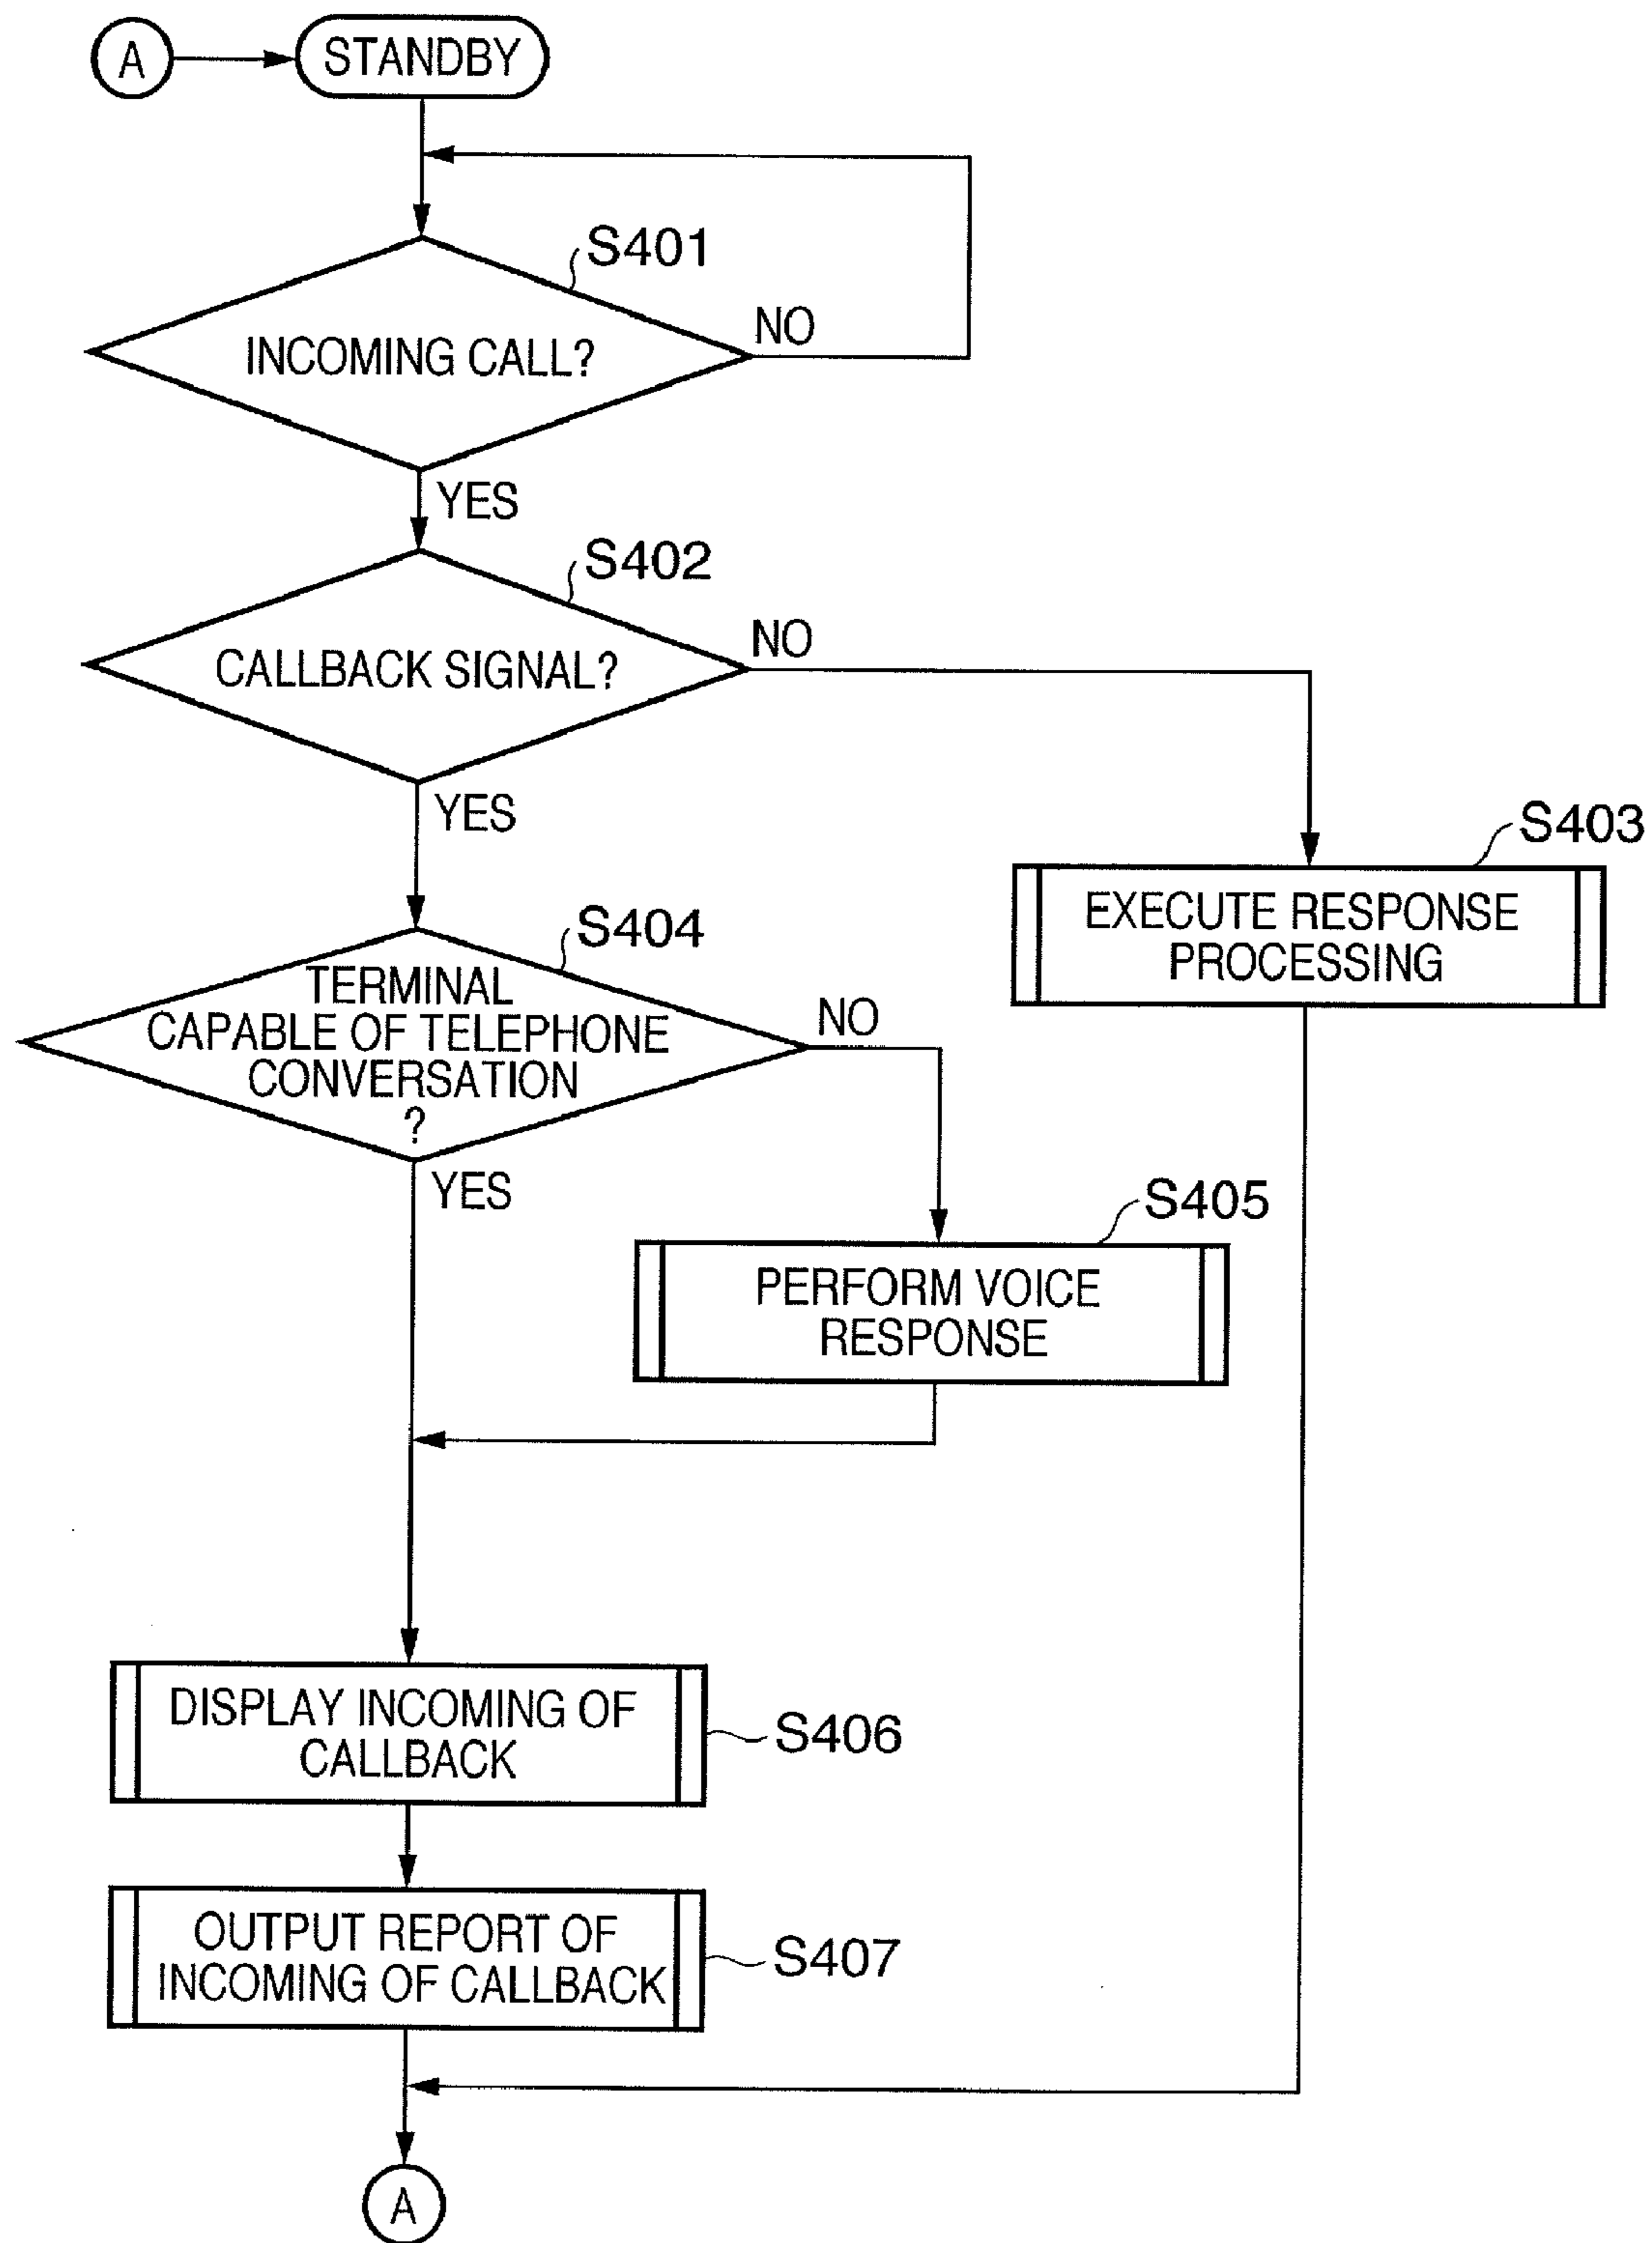 A
STANDBY
S401
INCOMING CALL?
NO
YES
S402
CALLBACK SIGNAL?
NO
YES
S403
EXECUTE RESPONSE
PROCESSING
S404
TERMINAL
CAPABLE OF TELEPHONE
CONVERSATION
?
NO
YES
S405
PERFORM VOICE
RESPONSE
DISPLAY INCOMING OF
CALLBACK
S406
OUTPUT REPORT OF
INCOMING OF CALLBACK
S407
A